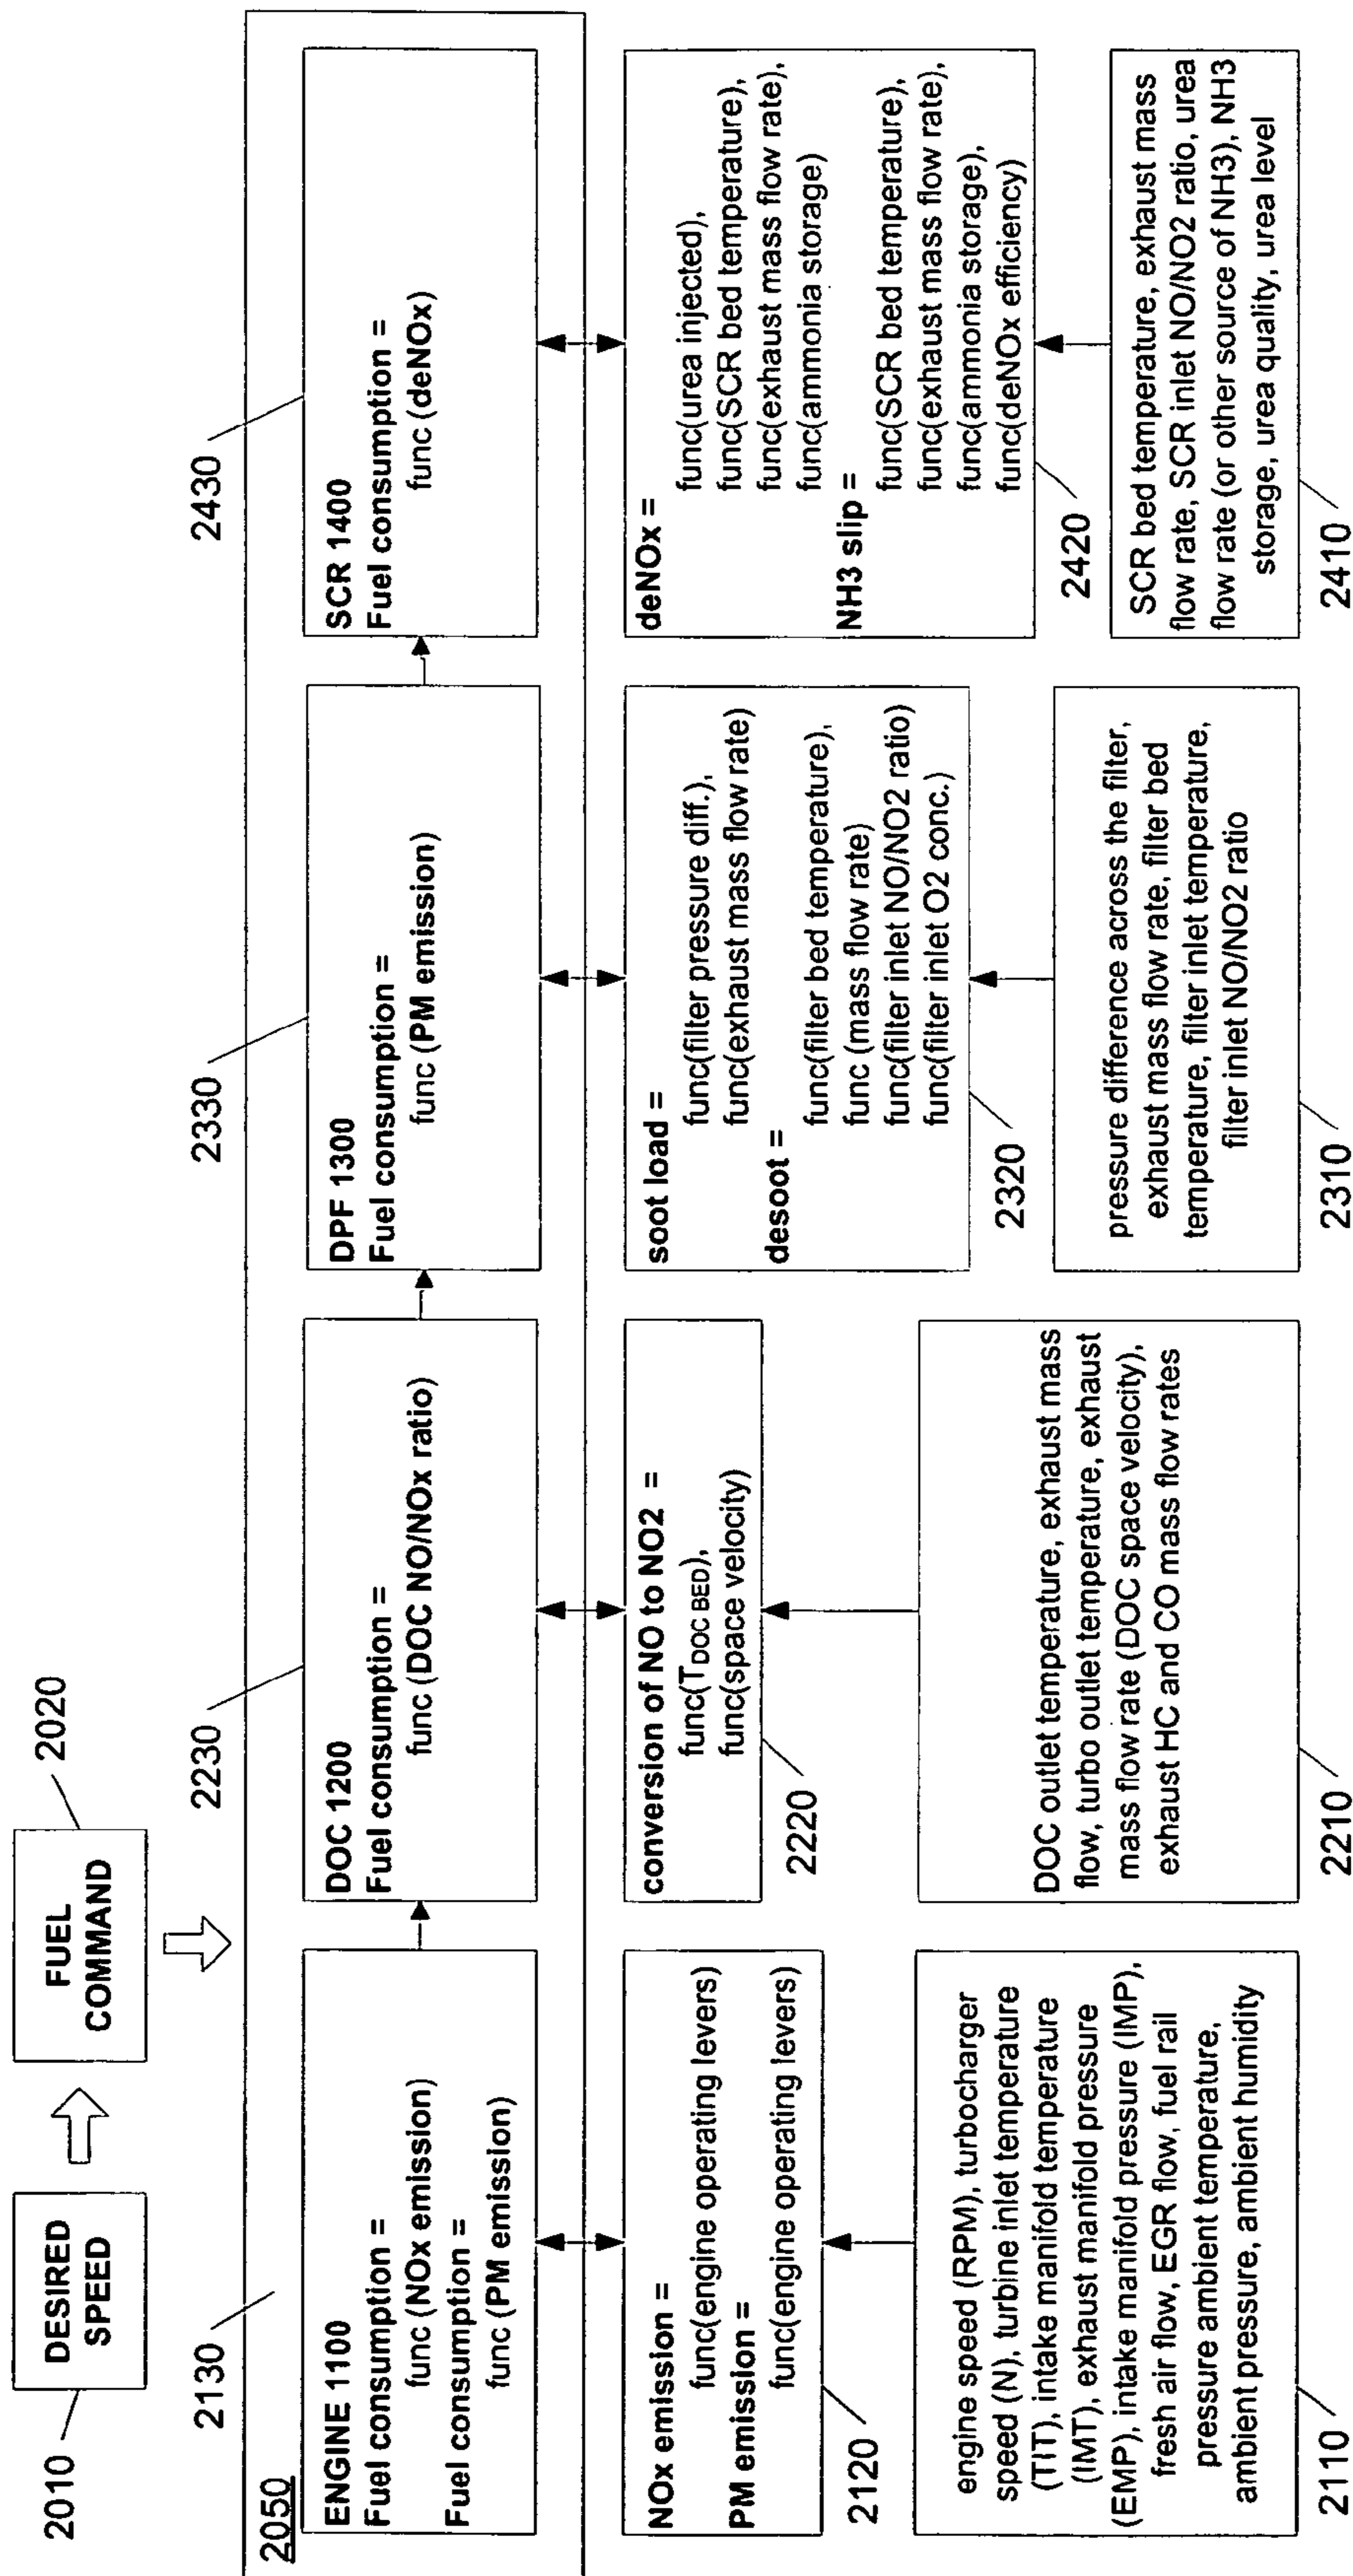 2010
DESIRED
SPEED
FUEL
COMMAND
2020
2050
2130
ENGINE 1100
Fuel consumption =
func (NOx emission)
Fuel consumption =
func (PM emission)
2230
DOC 1200
Fuel consumption =
func (DOC NO/NOx ratio)
2330
DPF 1300
Fuel consumption =
func (PM emission)
2430
SCR 1400
Fuel consumption =
func (deNOx)
NOx emission =
func(engine operating levers)
PM emission =
func(engine operating levers)
2120
conversion of NO to NO2 =
func(TDOC BED),
func(space velocity)
2220
soot load =
func(filter pressure diff.),
func(exhaust mass flow rate)
desoot =
func(filter bed temperature),
func (mass flow rate)
func(filter inlet NO/NO2 ratio)
func(filter inlet O2 conc.)
2320
deNOx =
func(urea injected),
func(SCR bed temperature),
func(exhaust mass flow rate),
func(ammonia storage)
NH3 slip =
func(SCR bed temperature),
func(exhaust mass flow rate),
func(ammonia storage),
func(deNOx efficiency)
2420
engine speed (RPM), turbocharger
speed (N), turbine inlet temperature
(TIT), intake manifold temperature
(IMT), exhaust manifold pressure
(EMP), intake manifold pressure (IMP),
fresh air flow, EGR flow, fuel rail
pressure ambient temperature,
ambient pressure, ambient humidity
2110
DOC outlet temperature, exhaust mass
flow, turbo outlet temperature, exhaust
mass flow rate (DOC space velocity),
exhaust HC and CO mass flow rates
2210
pressure difference across the filter,
exhaust mass flow rate, filter bed
temperature, filter inlet temperature,
filter inlet NO/NO2 ratio
2310
SCR bed temperature, exhaust mass
flow rate, SCR inlet NO/NO2 ratio, urea
flow rate (or other source of NH3), NH3
storage, urea quality, urea level
2410